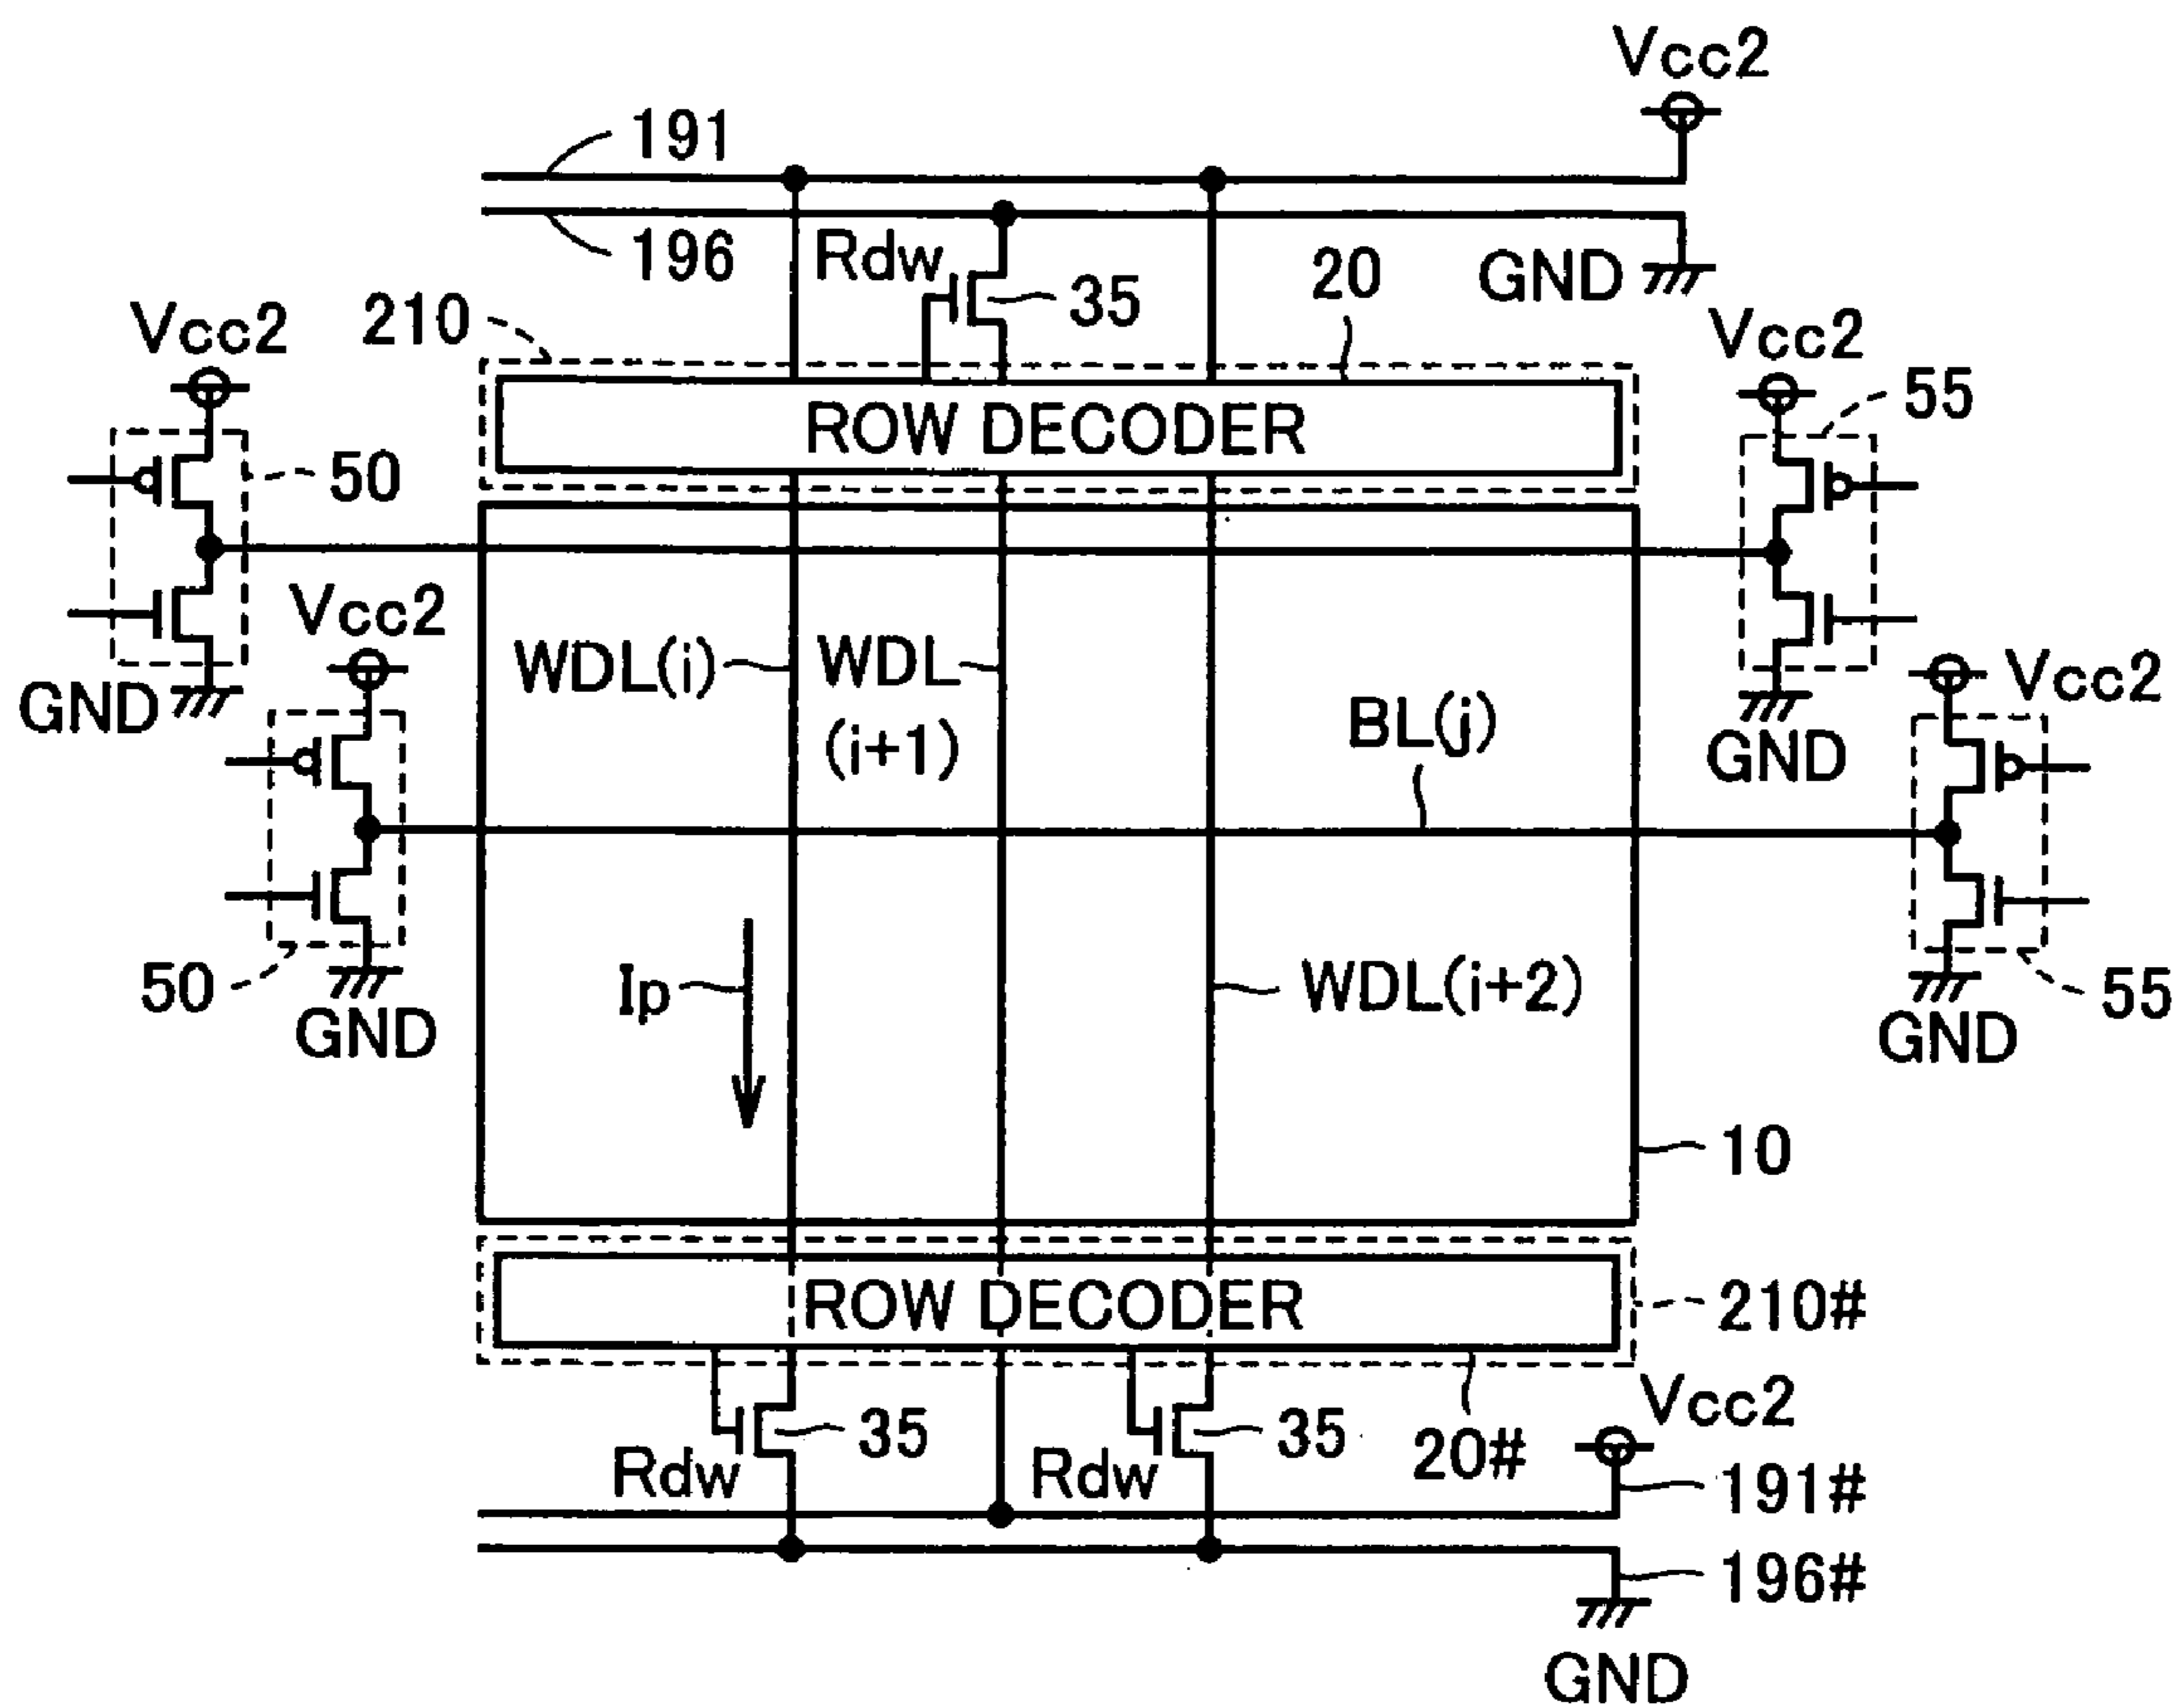 Vcc2
191
196
Rdw
20
GND
35
210
Vcc2
Vcc2
55
ROW DECODER
50
Vcc2
WDL(i)
WDL
(i+1)
BL(j)
Vcc2
GND
GND
Ip
WDL(i+2)
50
GND
55
GND
10
ROW DECODER
210#
Vcc2
35
35
20#
Rdw
Rdw
191#
196#
GND